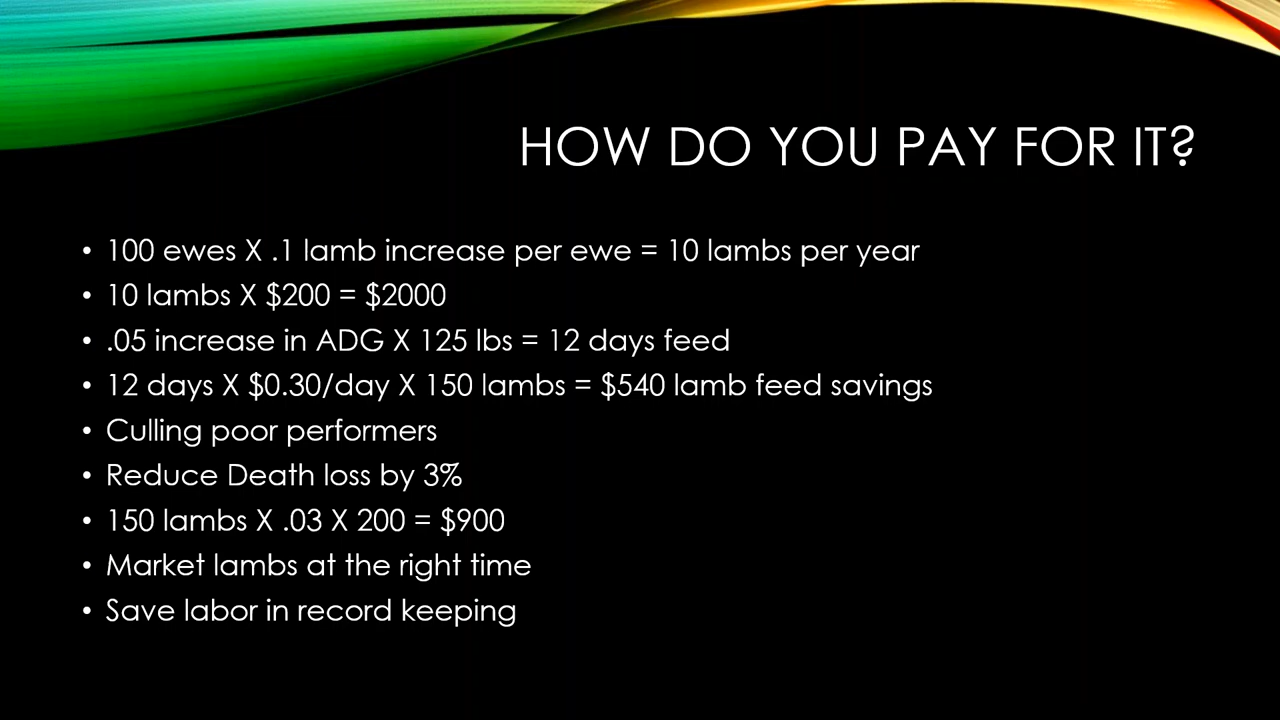 HOW DO YOU PAY FOR IT?
• 100 ewes X .1 lamb increase per ewe = 10 lambs per year
• 10 lambs X $200 = $2000
• .05 increase in ADG X 125 lbs = 12 days feed
• 12 days X $0.30/day X 150 lambs = $540 lamb feed savings
• Culling poor performers
• Reduce Death loss by 3%
• 150 lambs X .03 X 200 = $900
• Market lambs at the right time
• Save labor in record keeping